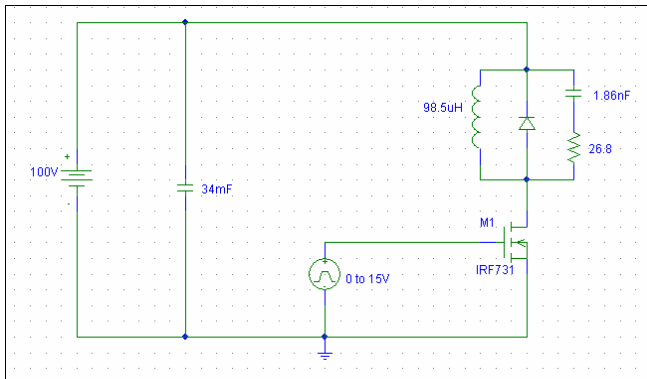 98.5uH
1.86nF
26.8
+
100V
-
34mF
M1
IRF731
+
0 to 15V
-